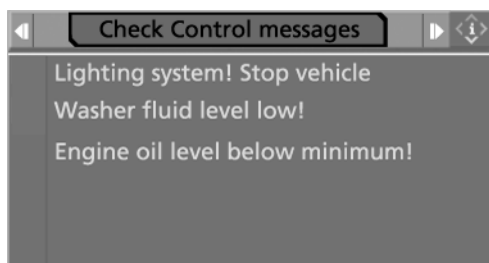 Check Control messages
Lighting system! Stop vehicle
Washer fluid level low!
Engine oil level below minimum!